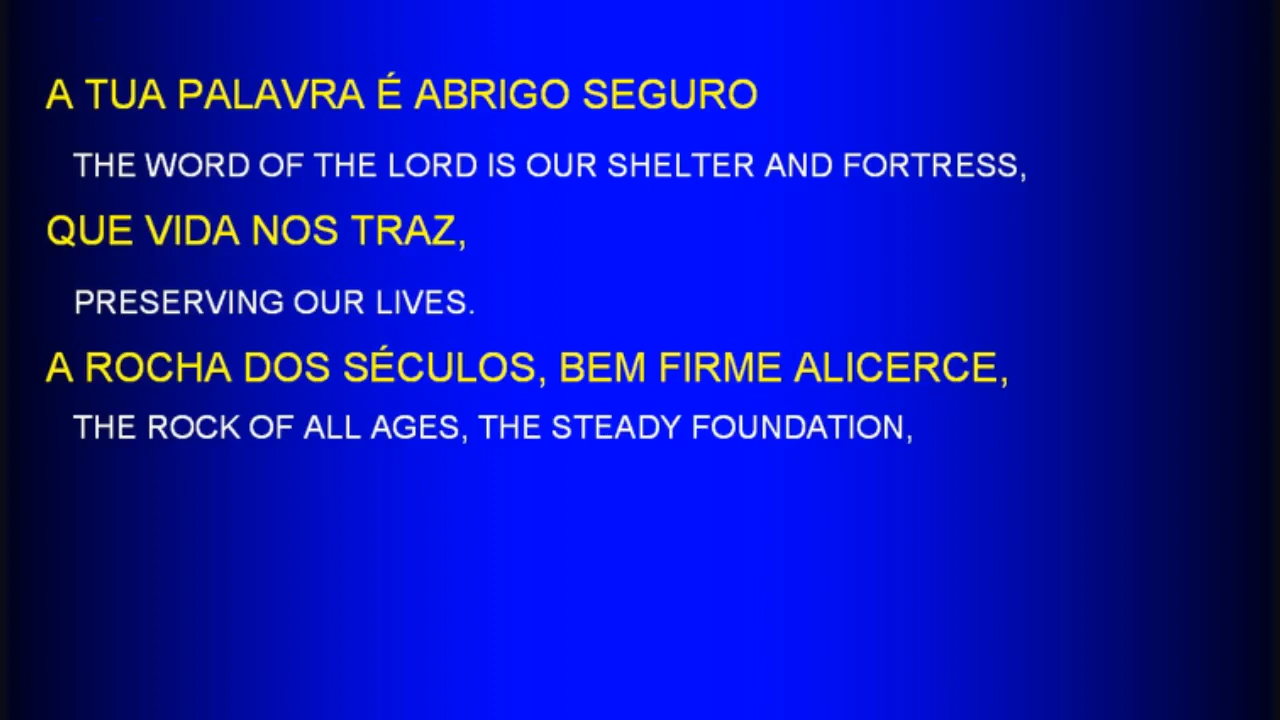 A TUA PALAVRA É ABRIGO SEGURO
THE WORD OF THE LORD IS OUR SHELTER AND FORTRESS,
QUE VIDA NOS TRAZ,
PRESERVING OUR LIVES.
A ROCHA DOS SÉCULOS, BEM FIRME ALICERCE,
THE ROCK OF ALL AGES, THE STEADY FOUNDATION,